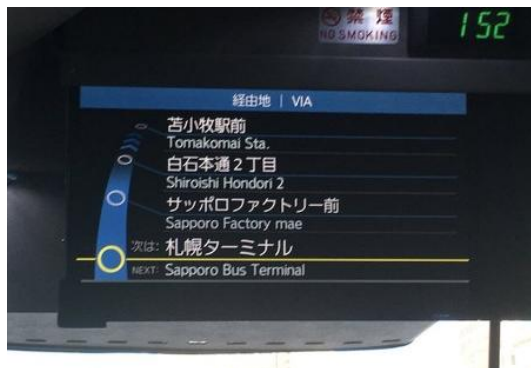 禁煙
NO SMOKING
152
経由地 | VIA
苫小牧駅前
Tomakomai Sta.
白石本通2丁目
Shiroishi Hondori 2
サッポロファクトリー前
Sapporo Factory mae
次は: 札幌ターミナル
NEXT: Sapporo Bus Terminal